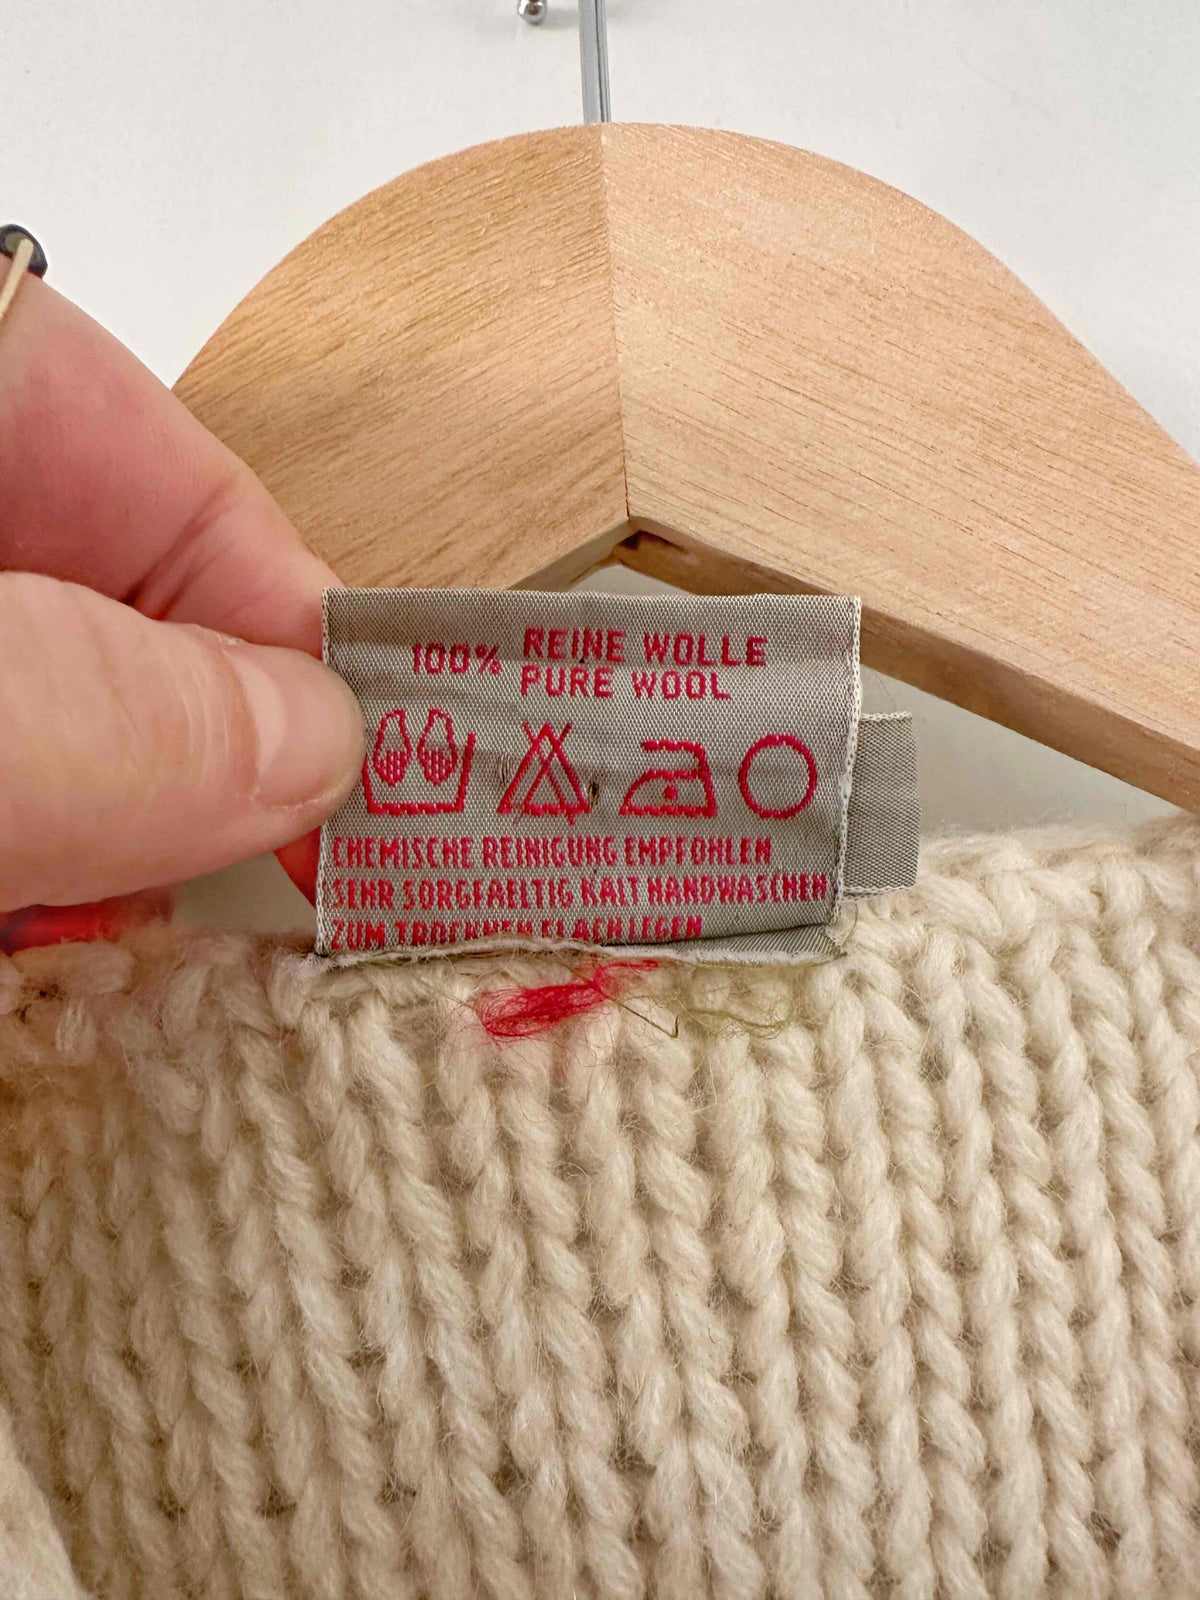 100% REINE WOLLE
PURE WOOL
CHEMISCHE REINIGUNG EMPFOHLEN
SEHR SORGFAELTIG KALT HANDWASCHEN
ZUM TROCKNEN FLACH LEGEN